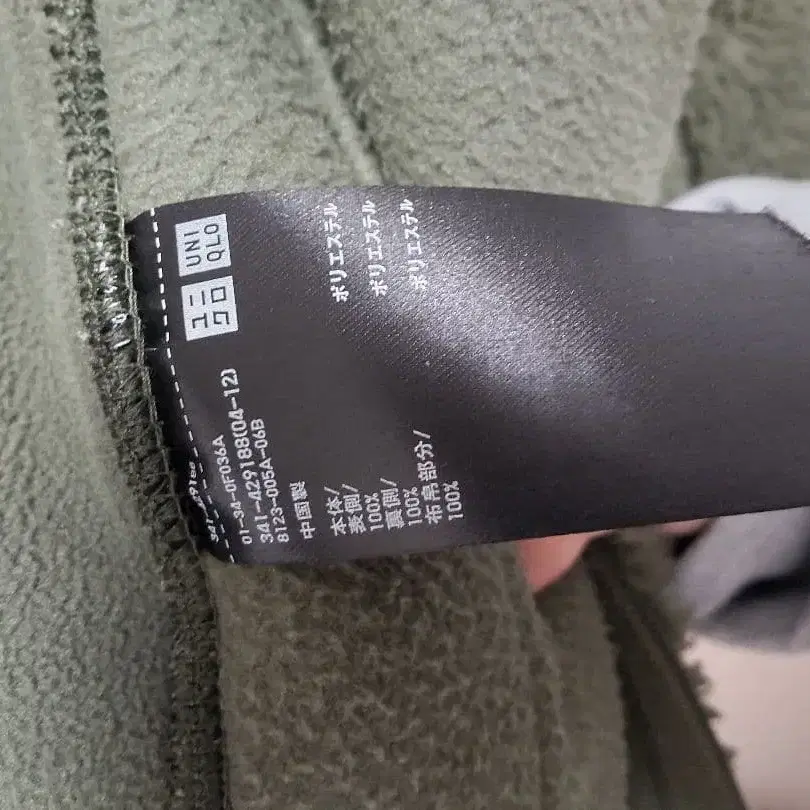 ユニ
クロ
UNI
QLO
341-429188
01-34-0F036A
341-429188(04-12)
8123-005A-06B
中国製
本体/
表側/
100% ポリエステル
裏側/
100% ポリエステル
布帛部分/
100% ポリエステル